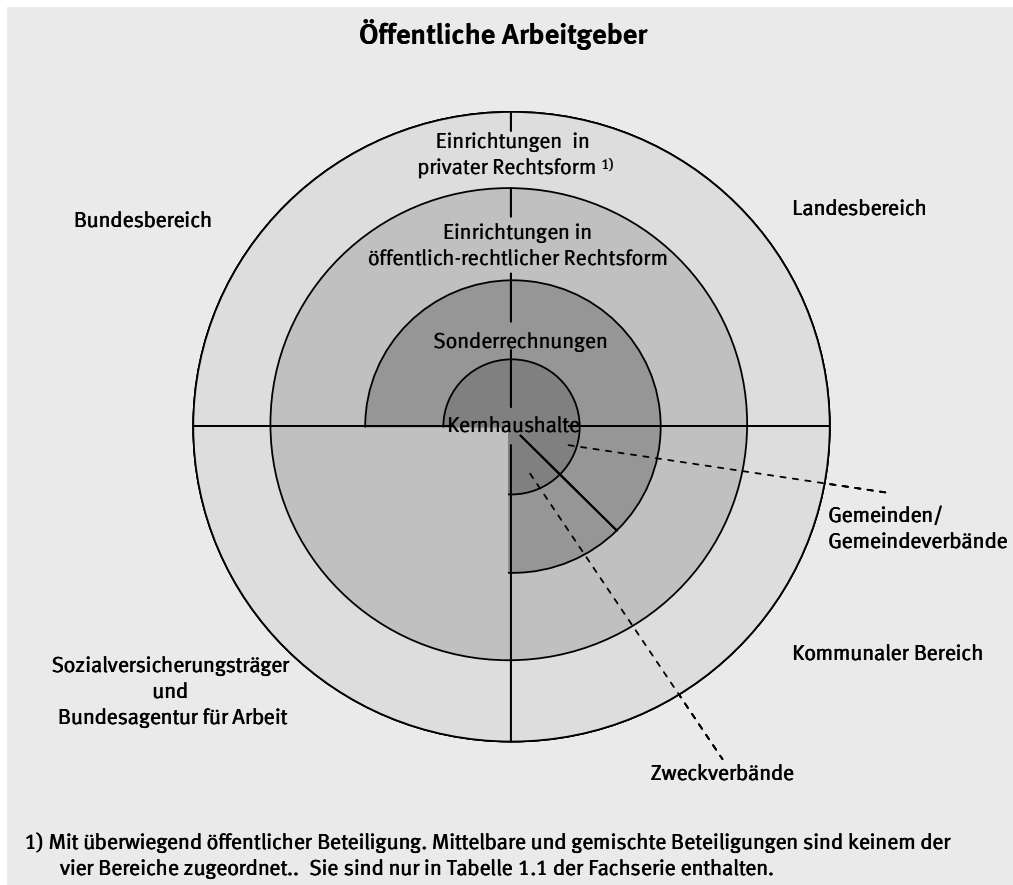 Öffentliche Arbeitgeber
Einrichtungen in
privater Rechtsform 1)
Bundesbereich
Landesbereich
Einrichtungen in
öffentlich-rechtlicher Rechtsform
Sonderrechnungen
Kernhaushalte
Gemeinden/
Gemeindeverbände
Kommunaler Bereich
Sozialversicherungsträger
und
Bundesagentur für Arbeit
Zweckverbände
1) Mit überwiegend öffentlicher Beteiligung. Mittelbare und gemischte Beteiligungen sind keinem der
vier Bereiche zugeordnet.. Sie sind nur in Tabelle 1.1 der Fachserie enthalten.